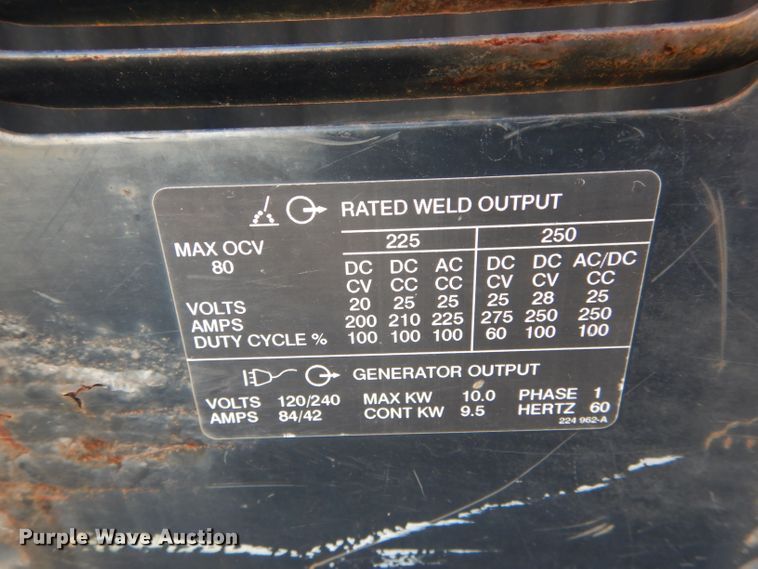 RATED WELD OUTPUT
MAX OCV 225 250
80 DC DC AC DC DC AC/DC
CV CC CC CV CV CC
VOLTS 20 25 25 25 28 25
AMPS 200 210 225 275 250 250
DUTY CYCLE % 100 100 100 60 100 100
GENERATOR OUTPUT
VOLTS 120/240 MAX KW 10.0 PHASE 1
AMPS 84/42 CONT KW 9.5 HERTZ 60
224 962-A
Purple Wave Auction